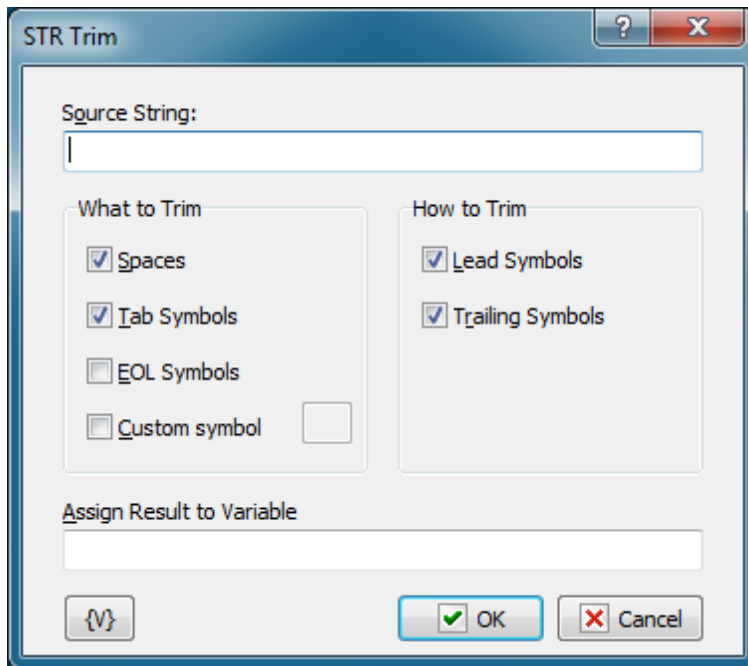 STR Trim
?
Source String:
What to Trim
How to Trim
Spaces
Lead Symbols
Tab Symbols
Trailing Symbols
EOL Symbols
Custom symbol
Assign Result to Variable
{V}
OK
Cancel